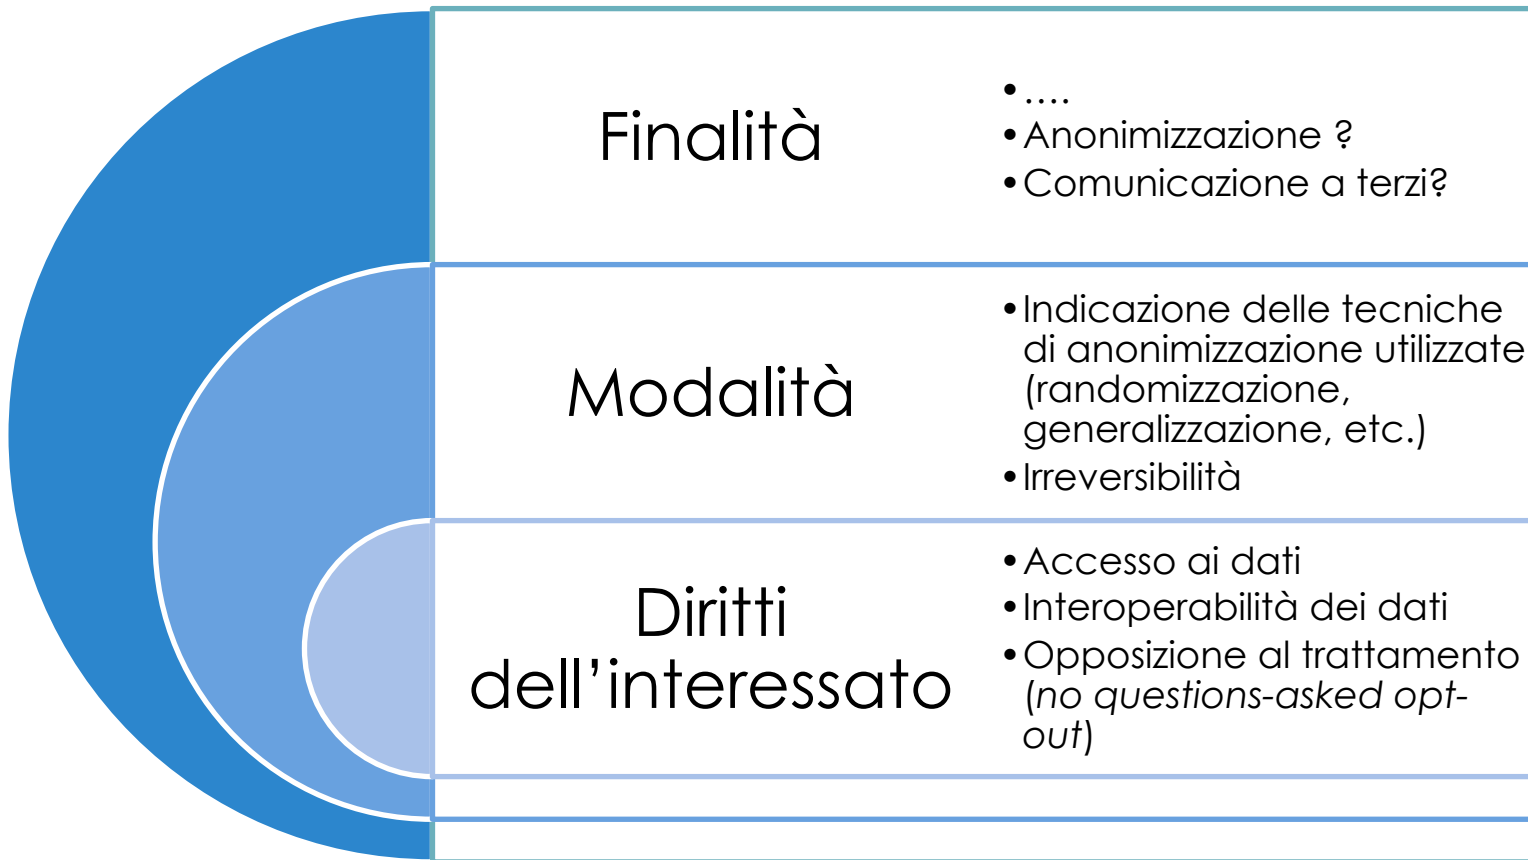 Finalità
•....
•Anonimizzazione ?
•Comunicazione a terzi?
Modalità
•Indicazione delle tecniche
di anonimizzazione utilizzate
(randomizzazione,
generalizzazione, etc.)
•Irreversibilità
Diritti
dell’interessato
•Accesso ai dati
•Interoperabilità dei dati
•Opposizione al trattamento
(no questions-asked opt-
out)